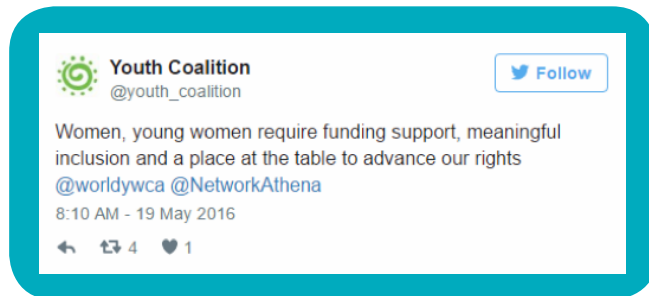 Youth Coalition
@youth_coalition
Follow
Women, young women require funding support, meaningful
inclusion and a place at the table to advance our rights
@worldywca @NetworkAthena
8:10 AM - 19 May 2016
4 1